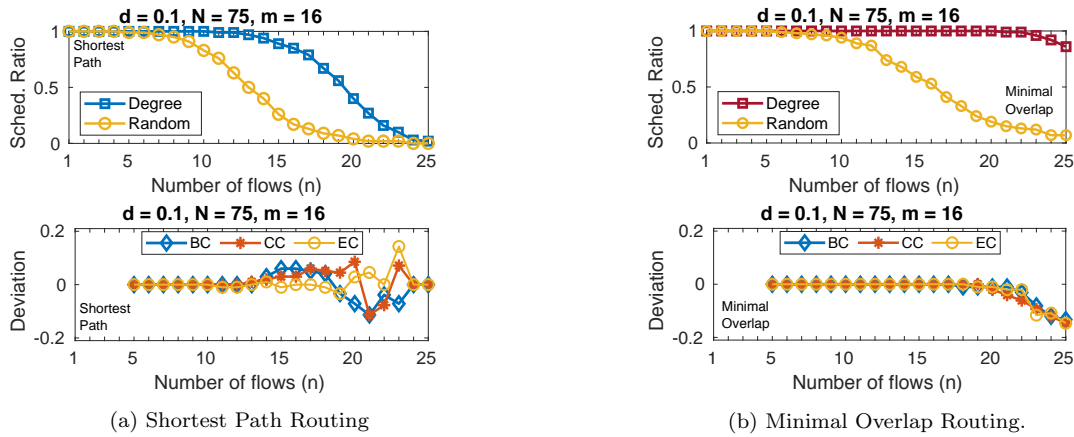 d = 0.1, N = 75, m = 16
Sched. Ratio
1
0.5
0
Shortest
Path
Degree
Random
1 5 10 15 20 25
Number of flows (n)
d = 0.1, N = 75, m = 16
Deviation
0.2
0
-0.2
BC CC EC
Shortest
Path
1 5 10 15 20 25
Number of flows (n)
(a) Shortest Path Routing
d = 0.1, N = 75, m = 16
Sched. Ratio
1
0.5
0
Degree
Random
Minimal
Overlap
1 5 10 15 20 25
Number of flows (n)
d = 0.1, N = 75, m = 16
Deviation
0.2
0
-0.2
BC CC EC
Minimal
Overlap
1 5 10 15 20 25
Number of flows (n)
(b) Minimal Overlap Routing.